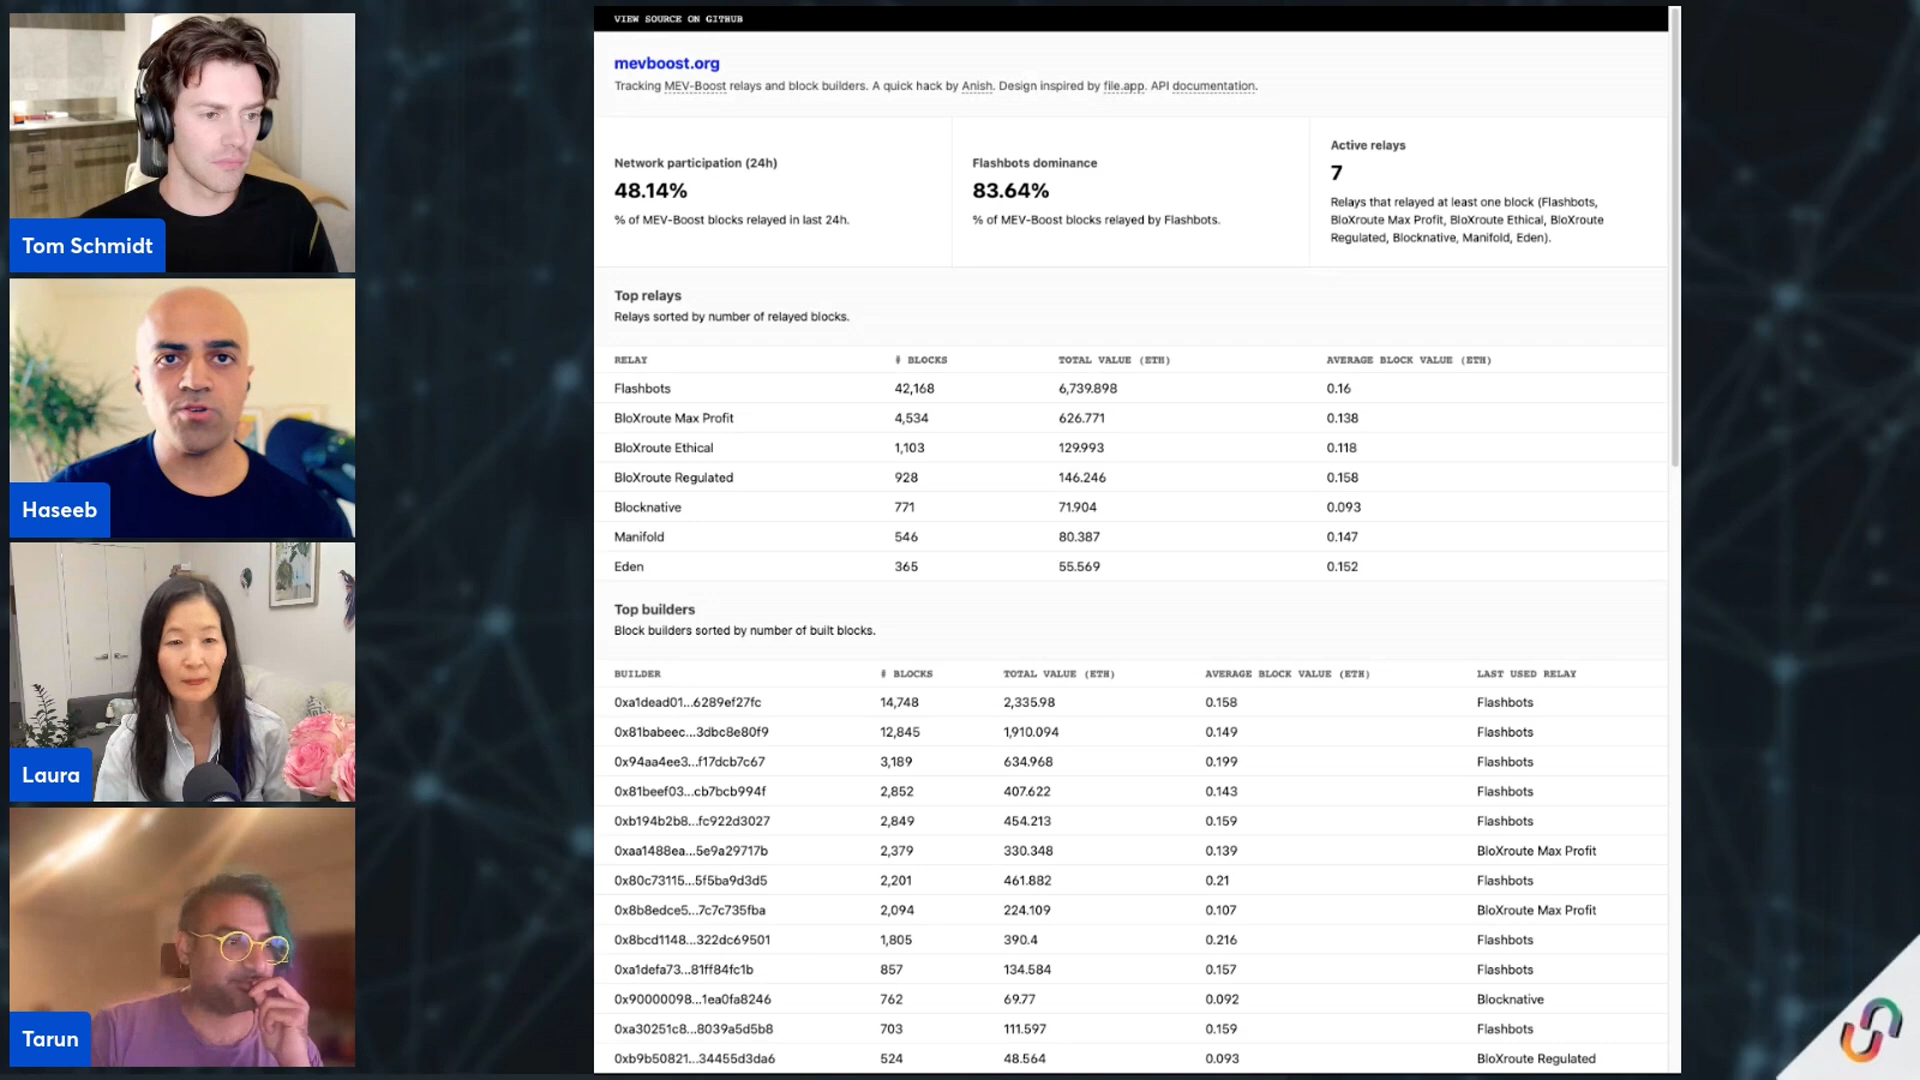 Tom Schmidt
Haseeb
Laura
Tarun
VIEW SOURCE ON GITHUB
mevboost.org
Tracking MEV-Boost relays and block builders. A quick hack by Anish. Design inspired by file.app. API documentation.
Network participation (24h)
48.14%
% of MEV-Boost blocks relayed in last 24h.
Flashbots dominance
83.64%
% of MEV-Boost blocks relayed by Flashbots.
Active relays
7
Relays that relayed at least one block (Flashbots,
BloXroute Max Profit, BloXroute Ethical, BloXroute
Regulated, Blocknative, Manifold, Eden).
Top relays
Relays sorted by number of relayed blocks.
RELAY # BLOCKS TOTAL VALUE (ETH) AVERAGE BLOCK VALUE (ETH)
Flashbots 42,168 6,739.898 0.16
BloXroute Max Profit 4,534 626.771 0.138
BloXroute Ethical 1,103 129.993 0.118
BloXroute Regulated 928 146.246 0.158
Blocknative 771 71.904 0.093
Manifold 546 80.387 0.147
Eden 365 55.569 0.152
Top builders
Block builders sorted by number of built blocks.
BUILDER # BLOCKS TOTAL VALUE (ETH) AVERAGE BLOCK VALUE (ETH) LAST USED RELAY
0xa1dead01...6289ef27fc 14,748 2,335.98 0.158 Flashbots
0x81babeec...3dbc8e80f9 12,845 1,910.094 0.149 Flashbots
0x94aa4ee3...f17dcb7c67 3,189 634.968 0.199 Flashbots
0x81beef03...cb7bcb994f 2,852 407.622 0.143 Flashbots
0xb194b2b8...fc922d3027 2,849 454.213 0.159 Flashbots
0xaa1488ea...5e9a29717b 2,379 330.348 0.139 BloXroute Max Profit
0x80c73115...5f5ba9d3d5 2,201 461.882 0.21 Flashbots
0x8b8edce5...7c7c735fba 2,094 224.109 0.107 BloXroute Max Profit
0x8bcd1148...322dc69501 1,805 390.4 0.216 Flashbots
0xa1defa73...81ff84fc1b 857 134.584 0.157 Flashbots
0x90000098...1ea0fa8246 762 69.77 0.092 Blocknative
0xa30251c8...8039a5d5b8 703 111.597 0.159 Flashbots
0xb9b50821...34455d3da6 524 48.564 0.093 BloXroute Regulated